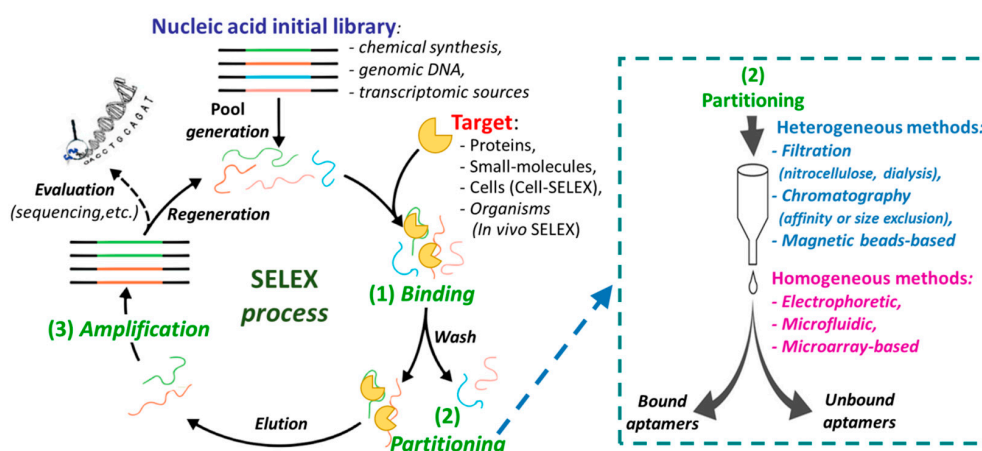 Nucleic acid initial library:
- chemical synthesis,
- genomic DNA,
- transcriptomic sources
Pool
generation
Target:
- Proteins,
- Small-molecules,
- Cells (Cell-SELEX),
- Organisms
(In vivo SELEX)
GACCTGCAGAT
Evaluation
(sequencing,etc.)
Regeneration
SELEX
process
(1) Binding
(3) Amplification
Wash
Elution
(2)
Partitioning
(2)
Partitioning
Heterogeneous methods:
- Filtration
(nitrocellulose, dialysis),
- Chromatography
(affinity or size exclusion),
- Magnetic beads-based
Homogeneous methods:
- Electrophoretic,
- Microfluidic,
- Microarray-based
Bound
aptamers
Unbound
aptamers